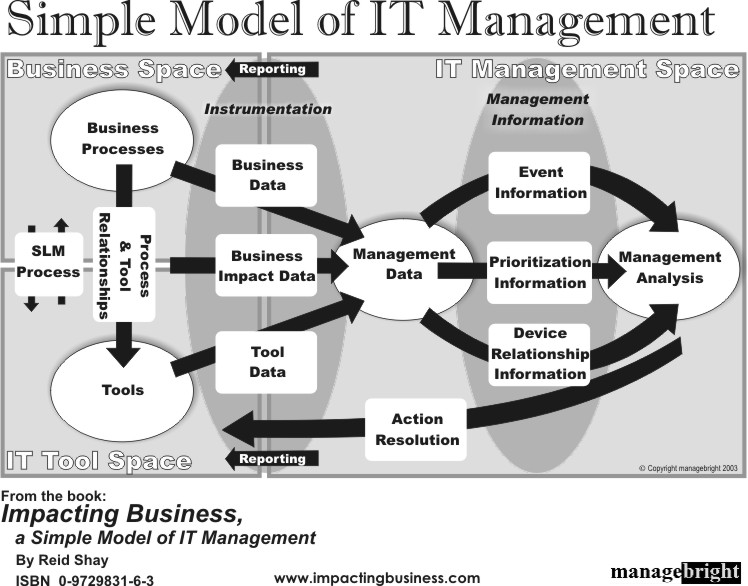 Simple Model of IT Management
Business Space
Reporting
IT Management Space
Instrumentation
Management
Information
Business
Processes
Business
Data
Event
Information
SLM
Process
Process
& Tool
Relationships
Business
Impact Data
Management
Data
Prioritization
Information
Management
Analysis
Tool
Data
Device
Relationship
Information
Tools
Action
Resolution
IT Tool Space
Reporting
© Copyright managebright 2003
From the book:
Impacting Business,
a Simple Model of IT Management
By Reid Shay
ISBN 0-9729831-6-3
www.impactingbusiness.com
managebright